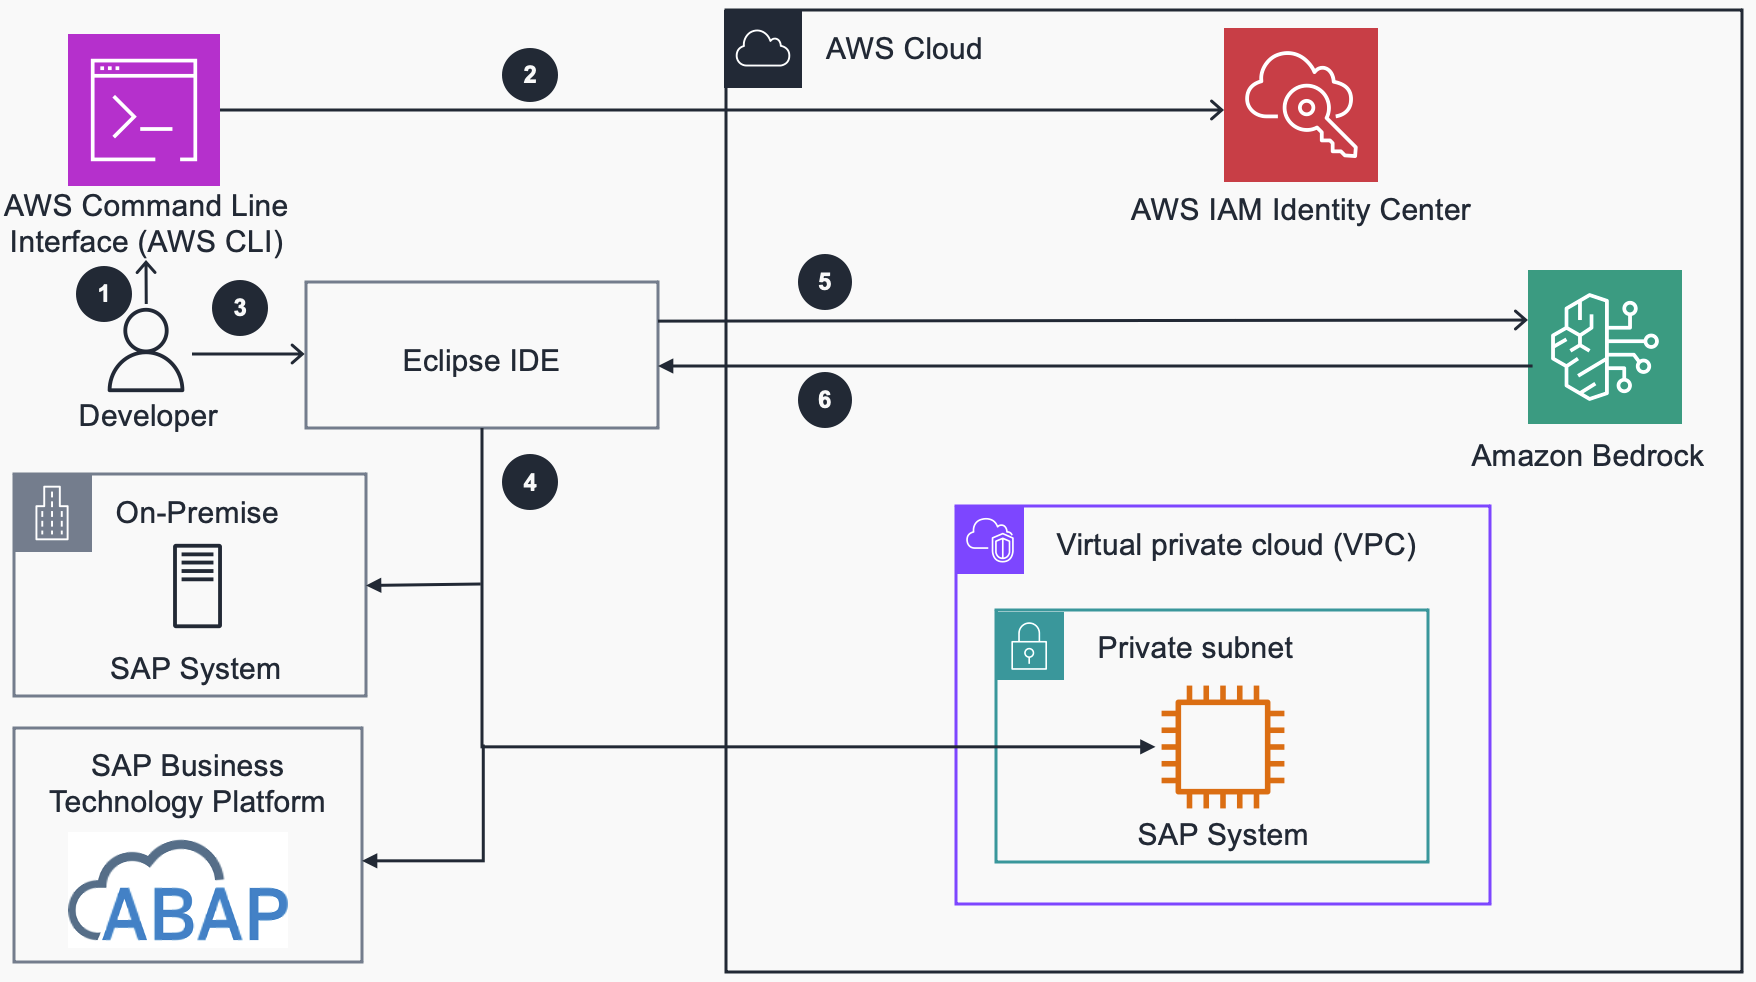 AWS Cloud
2
AWS Command Line
Interface (AWS CLI)
AWS IAM Identity Center
1
3
5
Eclipse IDE
6
Developer
Amazon Bedrock
4
On-Premise
SAP System
Virtual private cloud (VPC)
Private subnet
SAP System
SAP Business
Technology Platform
ABAP